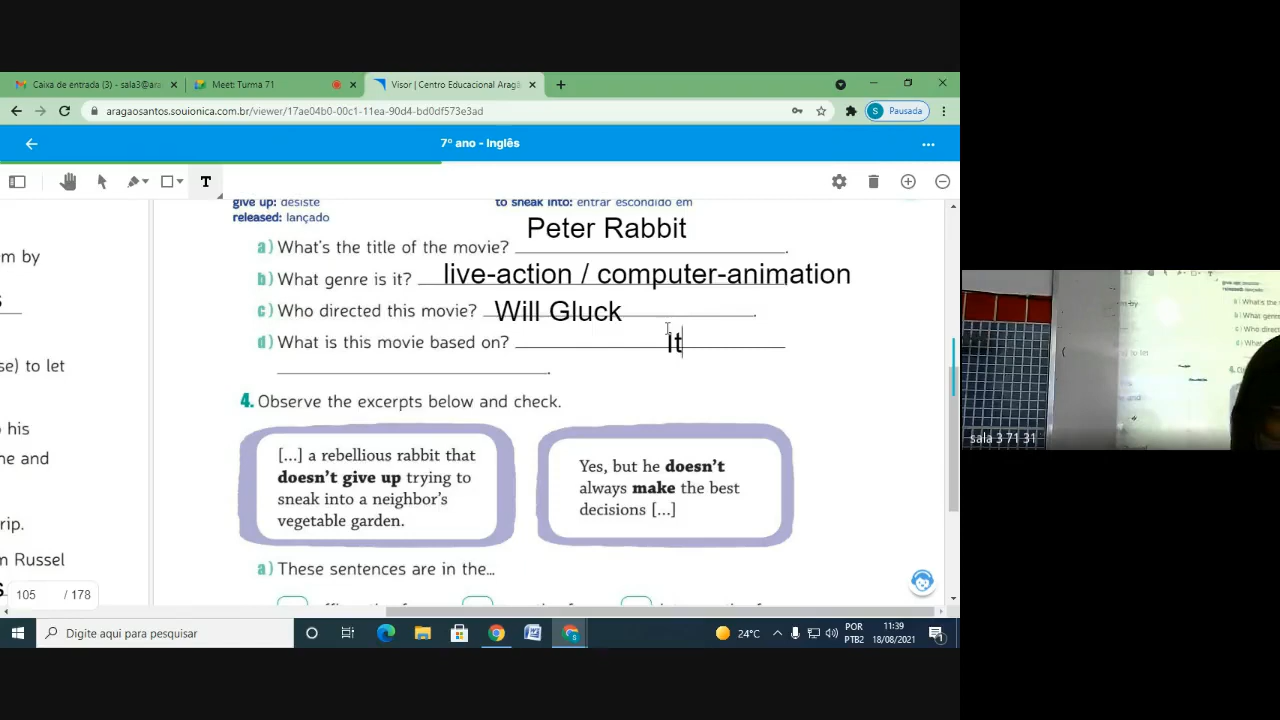 Caixa de entrada (3) - sala3@ara
Meet: Turma 71
Visor | Centro Educacional Aragã
aragaosantos.souionica.com.br/viewer/17ae04b0-00c1-11ea-90d4-bd0df573e3ad
S Pausada
7º ano - Inglês
T
give up: desiste
to sneak into: entrar escondido em
released: lançado
Peter Rabbit
a) What's the title of the movie? .
live-action / computer-animation
b) What genre is it?
Will Gluck
c) Who directed this movie? .
It
d) What is this movie based on?
.
4. Observe the excerpts below and check.
[...] a rebellious rabbit that
doesn't give up trying to
sneak into a neighbor's
vegetable garden.
Yes, but he doesn't
always make the best
decisions [...]
a) These sentences are in the...
m by
se) to let
o his
ne and
rip.
m Russel
105 / 178
Digite aqui para pesquisar
24°C
POR
PTB2
11:39
18/08/2021
1
sala 3 71 31